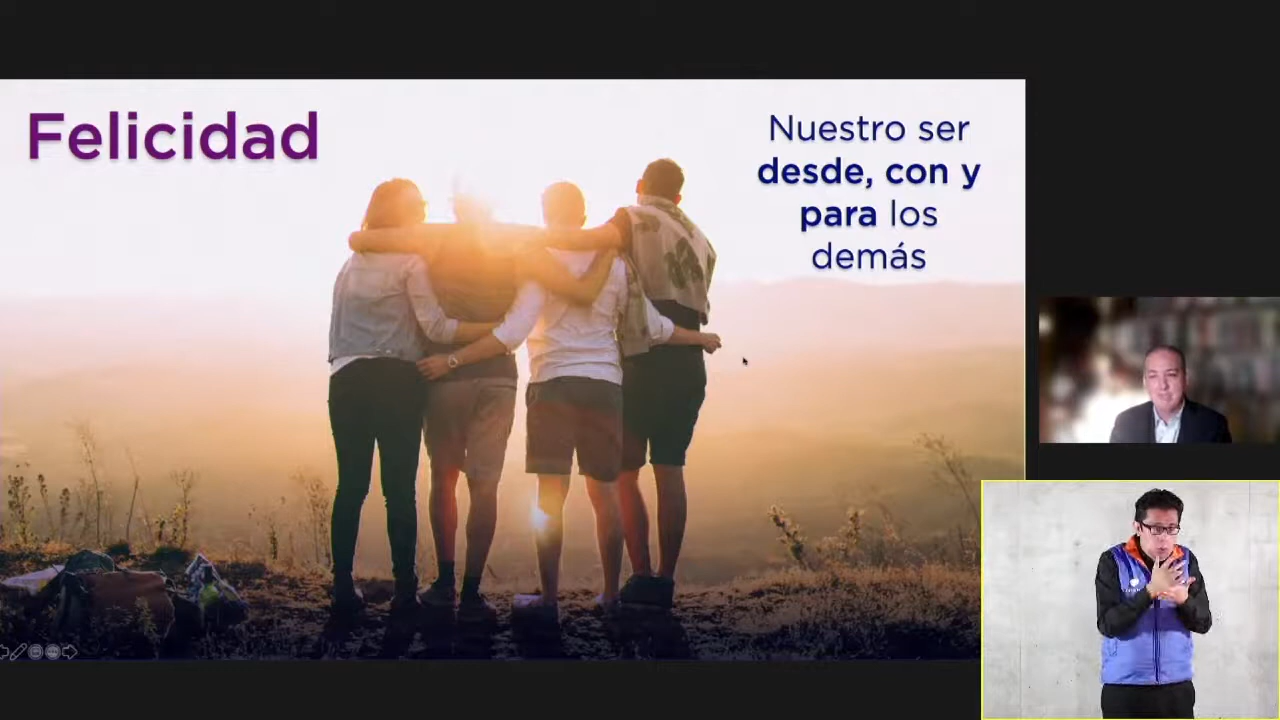 Felicidad
Nuestro ser
desde, con y
para los
demás